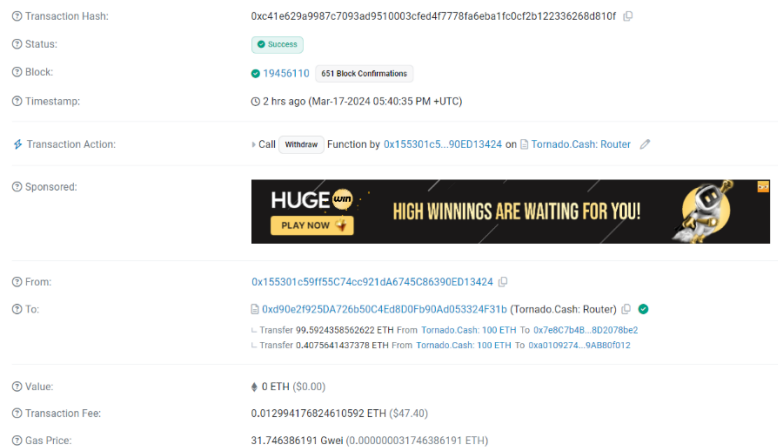 Transaction Hash: 0xc41e629a9987c7093ad9510003cfed4f7778fa6eba1fc0cf2b122336268d810f
Status: Success
Block: 19456110 651 Block Confirmations
Timestamp: 2 hrs ago (Mar-17-2024 05:40:35 PM +UTC)
Transaction Action: Call Withdraw Function by 0x155301c5...90ED13424 on Tornado.Cash: Router
Sponsored:
HUGE win
PLAY NOW
HIGH WINNINGS ARE WAITING FOR YOU!
From: 0x155301c59ff55C74cc921dA6745C86390ED13424
To: 0xd90e2f925DA726b50C4Ed8D0Fb90Ad053324F31b (Tornado.Cash: Router)
Transfer 99.5924358562622 ETH From Tornado.Cash: 100 ETH To 0x7e8C7b4B...8D2078be2
Transfer 0.4075641437378 ETH From Tornado.Cash: 100 ETH To 0xa0109274...9AB80f012
Value: 0 ETH ($0.00)
Transaction Fee: 0.012994176824610592 ETH ($47.40)
Gas Price: 31.746386191 Gwei (0.000000031746386191 ETH)